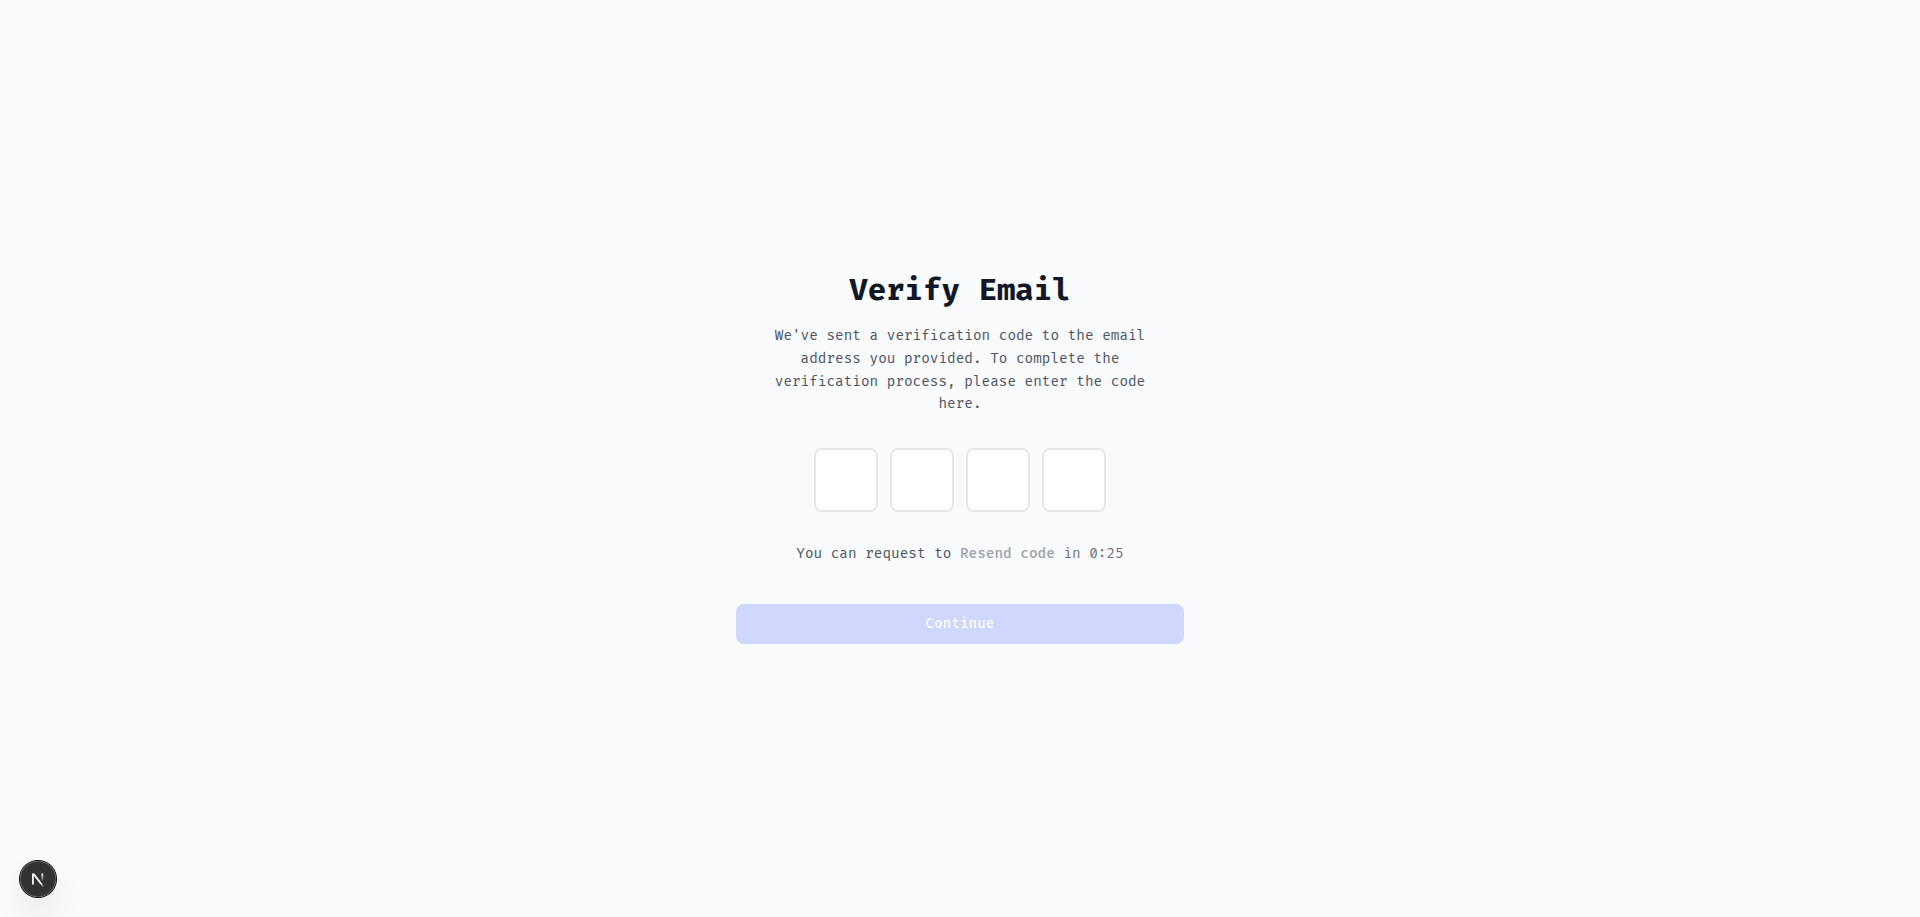 Verify Email
We've sent a verification code to the email
address you provided. To complete the
verification process, please enter the code
here.
You can request to Resend code in 0:25
Continue
N